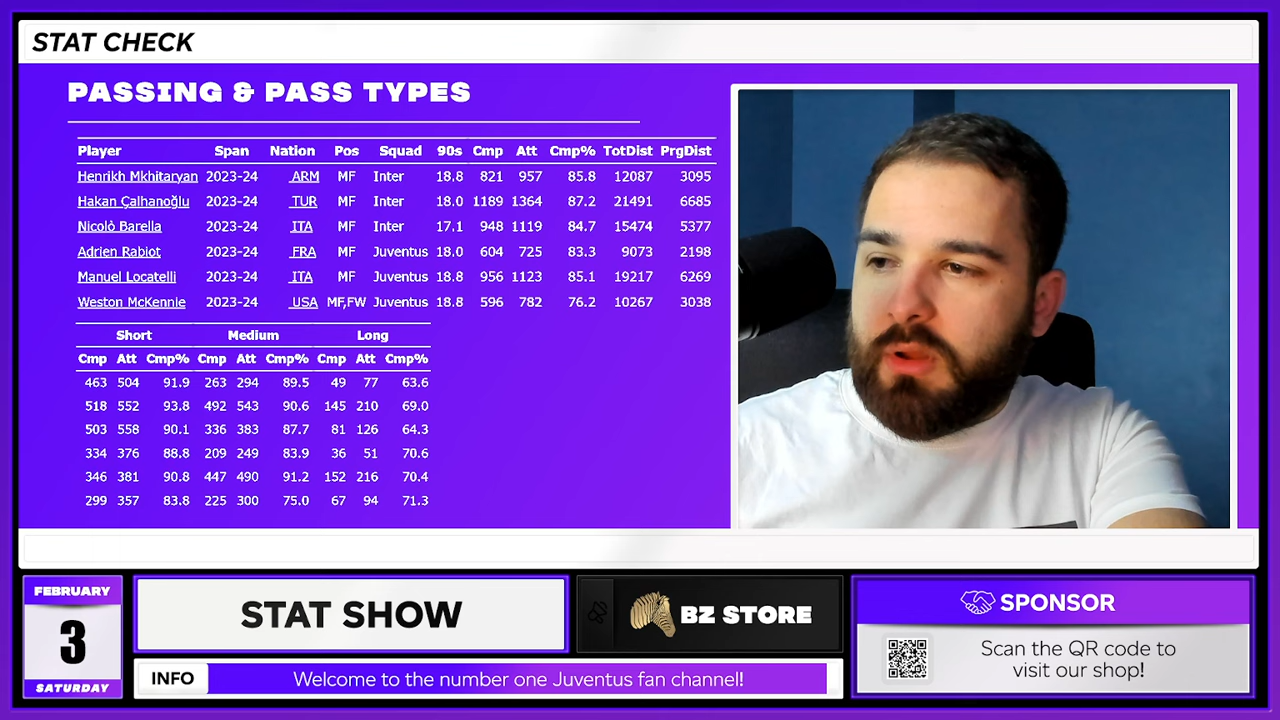 STAT CHECK
PASSING & PASS TYPES
Player Span Nation Pos Squad 90s Cmp Att Cmp% TotDist PrgDist
Henrikh Mkhitaryan 2023-24 ARM MF Inter 18.8 821 957 85.8 12087 3095
Hakan Çalhanoğlu 2023-24 TUR MF Inter 18.0 1189 1364 87.2 21491 6685
Nicolò Barella 2023-24 ITA MF Inter 17.1 948 1119 84.7 15474 5377
Adrien Rabiot 2023-24 FRA MF Juventus 18.0 604 725 83.3 9073 2198
Manuel Locatelli 2023-24 ITA MF Juventus 18.8 956 1123 85.1 19217 6269
Weston McKennie 2023-24 USA MF,FW Juventus 18.8 596 782 76.2 10267 3038
Short Medium Long
Cmp Att Cmp% Cmp Att Cmp% Cmp Att Cmp%
463 504 91.9 263 294 89.5 49 77 63.6
518 552 93.8 492 543 90.6 145 210 69.0
503 558 90.1 336 383 87.7 81 126 64.3
334 376 88.8 209 249 83.9 36 51 70.6
346 381 90.8 447 490 91.2 152 216 70.4
299 357 83.8 225 300 75.0 67 94 71.3
FEBRUARY
3
SATURDAY
STAT SHOW
BZ STORE
INFO
Welcome to the number one Juventus fan channel!
SPONSOR
Scan the QR code to
visit our shop!